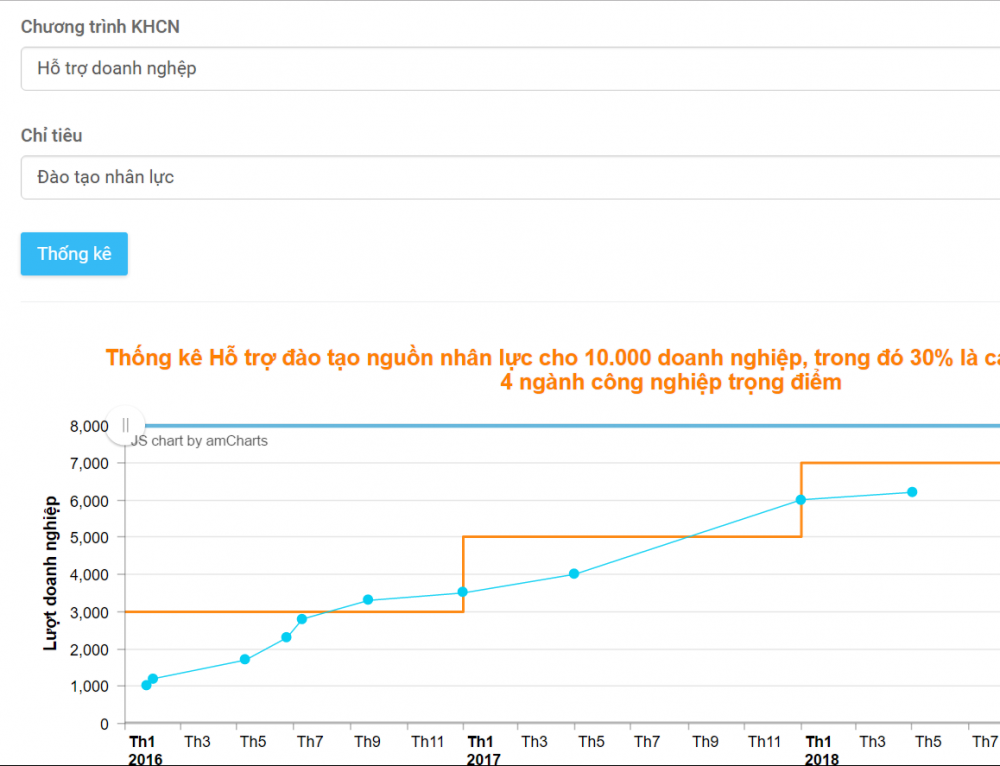 Chương trình KHCN
Hỗ trợ doanh nghệp
Chỉ tiêu
Đào tạo nhân lực
Thống kê
Thống kê Hỗ trợ đào tạo nguồn nhân lực cho 10.000 doanh nghiệp, trong đó 30% là
4 ngành công nghiệp trọng điểm
8,000
JS chart by amCharts
7,000
6,000
5,000
4,000
3,000
2,000
1,000
0
Lượt doanh nghiệp
Th1 Th3 Th5 Th7 Th9 Th11 Th1 Th3 Th5 Th7 Th9 Th11 Th1 Th3 Th5 Th7
2016 2017 2018